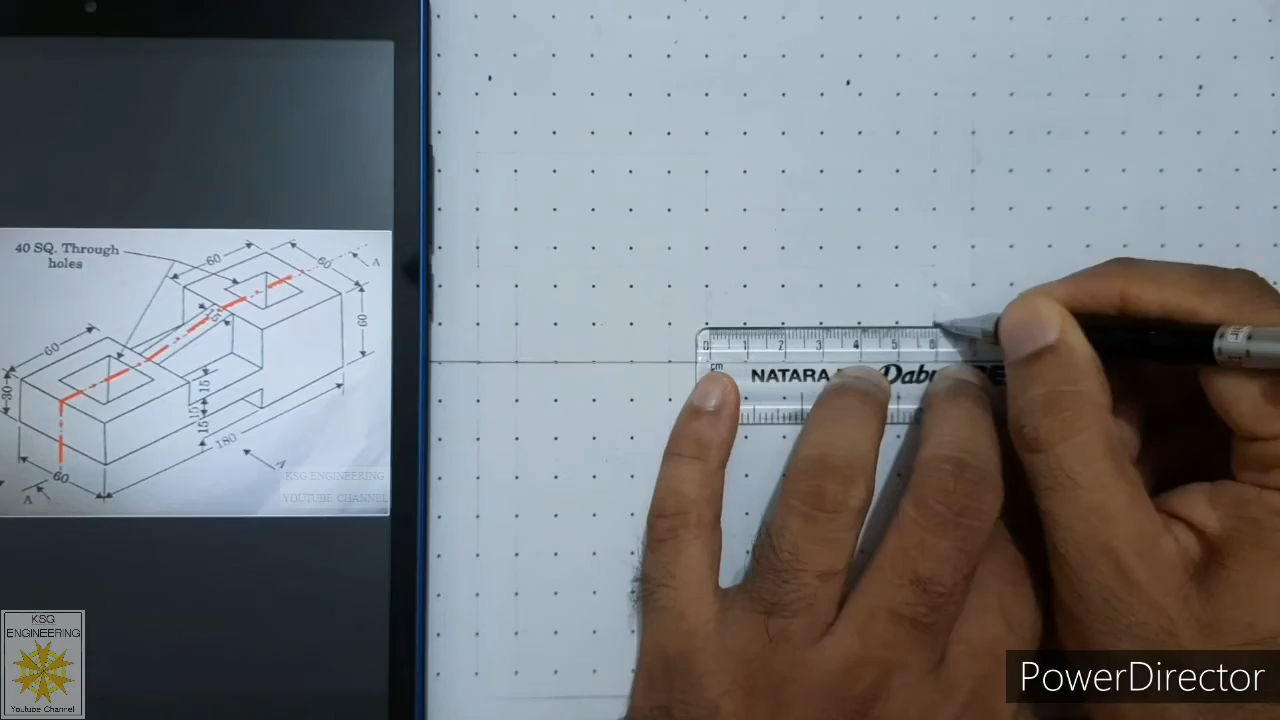 40 SQ. Through
holes
60
60
A
60
15
60
30
15
15
15
180
60
A
A
KSG ENGINEERING
YOUTUBE CHANNEL
0 1 2 3 4 5 6
cm
NATARA
KSG
ENGINEERING
YouTube Channel
PowerDirector